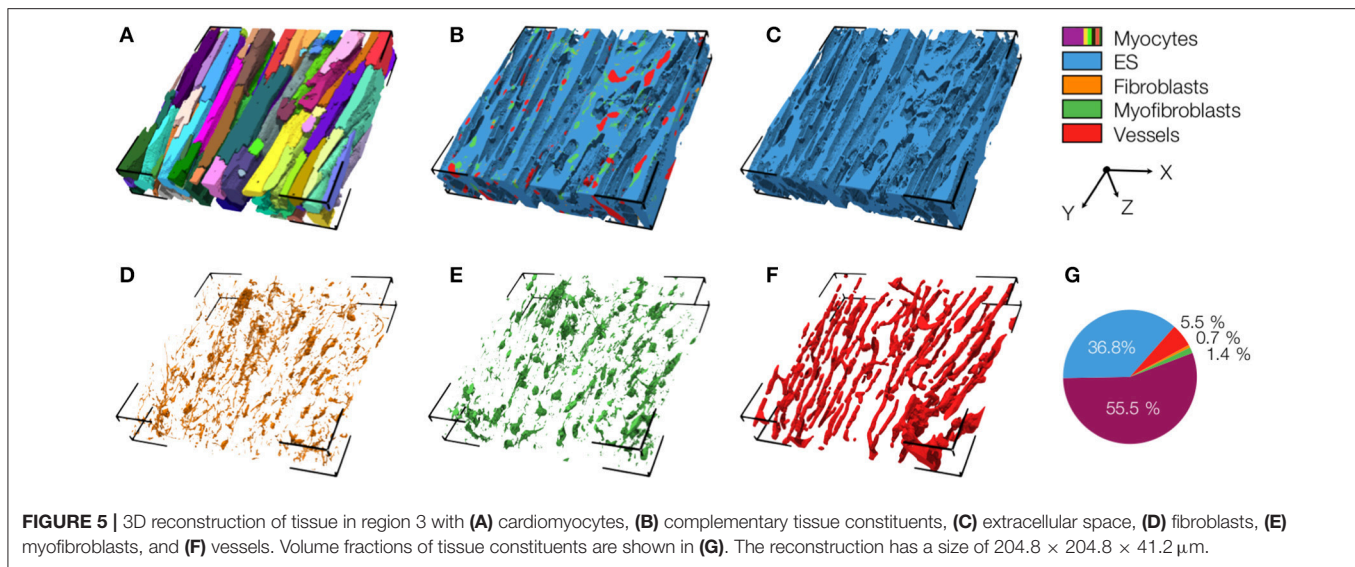 A
B
C
Myocytes
ES
Fibroblasts
Myofibroblasts
Vessels
X
Y
Z
D
E
F
G
5.5 %
0.7 %
1.4 %
36.8%
55.5 %
FIGURE 5 | 3D reconstruction of tissue in region 3 with (A) cardiomyocytes, (B) complementary tissue constituents, (C) extracellular space, (D) fibroblasts, (E)
myofibroblasts, and (F) vessels. Volume fractions of tissue constituents are shown in (G). The reconstruction has a size of 204.8 × 204.8 × 41.2 μm.